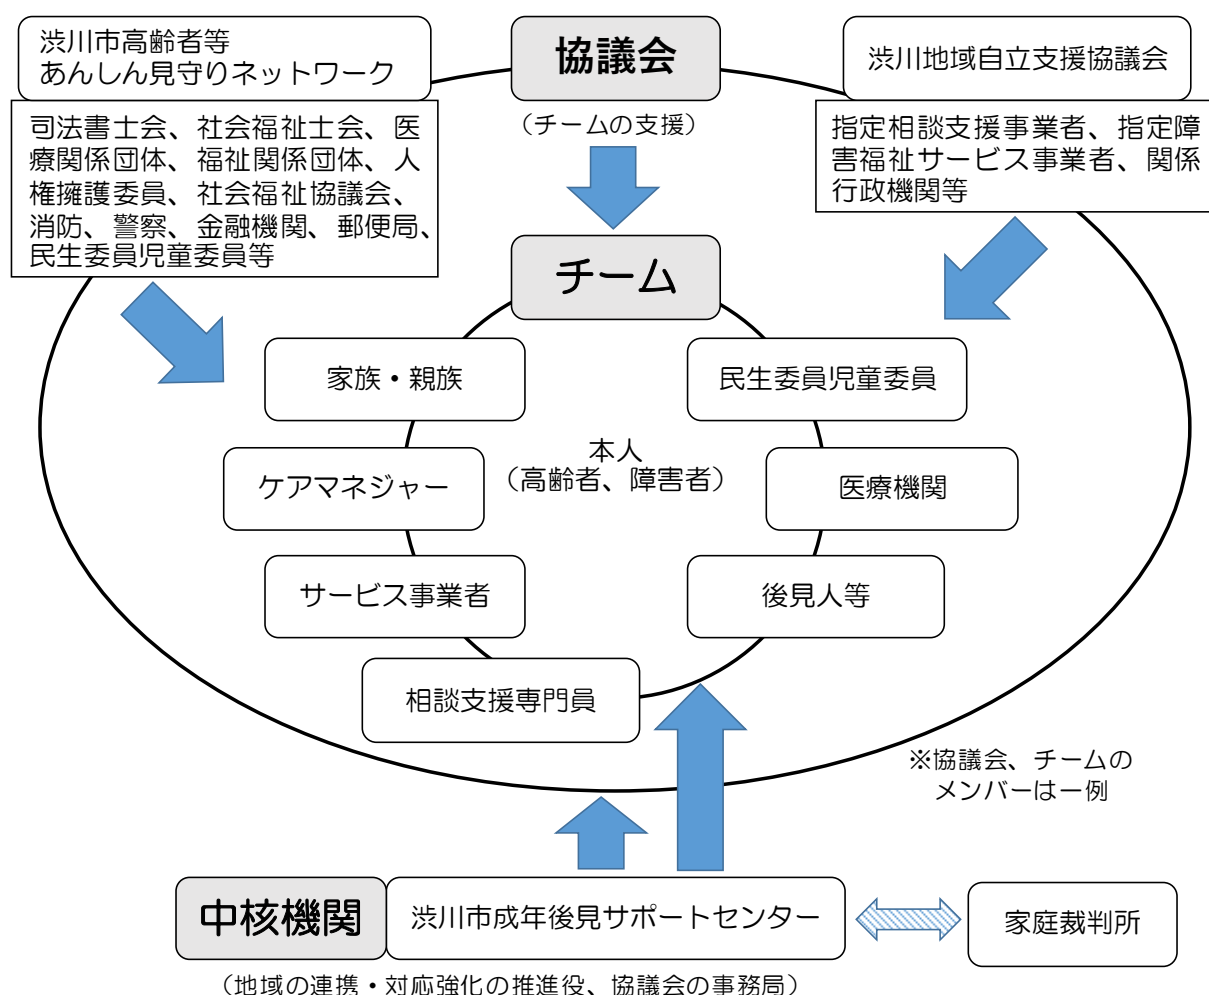 渋川市高齢者等
あんしん見守りネットワーク
司法書士会、社会福祉士会、医
療関係団体、福祉関係団体、人
権擁護委員、社会福祉協議会、
消防、警察、金融機関、郵便局、
民生委員児童委員等
協議会
（チームの支援）
渋川地域自立支援協議会
指定相談支援事業者、指定障
害福祉サービス事業者、関係
行政機関等
チーム
家族・親族
民生委員児童委員
本人
（高齢者、障害者）
ケアマネジャー
医療機関
サービス事業者
後見人等
相談支援専門員
※協議会、チームの
メンバーは一例
中核機関
渋川市成年後見サポートセンター
家庭裁判所
（地域の連携・対応強化の推進役、協議会の事務局）